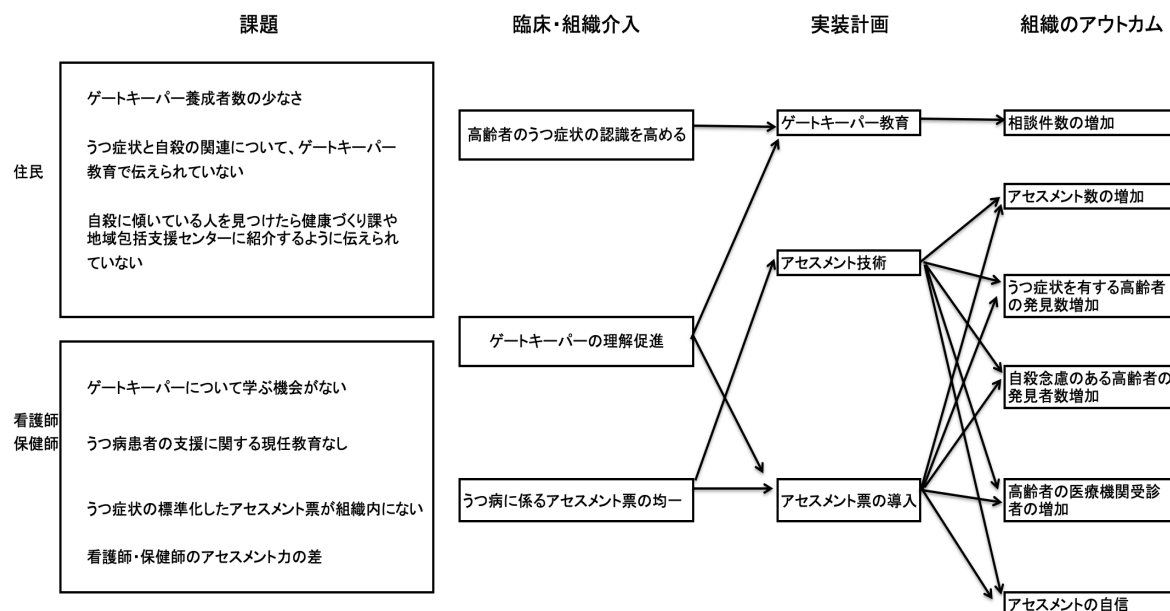 課題
臨床・組織介入
実装計画
組織のアウトカム
住民
ゲートキーパー養成者数の少なさ
うつ症状と自殺の関連について、ゲートキーパー
教育で伝えられていない
自殺に傾いている人を見つけたら健康づくり課や
地域包括支援センターに紹介するように伝えられ
ていない
看護師
保健師
ゲートキーパーについて学ぶ機会がない
うつ病患者の支援に関する現任教育なし
うつ症状の標準化したアセスメント票が組織内にない
看護師・保健師のアセスメント力の差
高齢者のうつ症状の認識を高める
ゲートキーパーの理解促進
うつ病に係るアセスメント票の均一
ゲートキーパー教育
アセスメント技術
アセスメント票の導入
相談件数の増加
アセスメント数の増加
うつ症状を有する高齢者
の発見数増加
自殺念慮のある高齢者の
発見者数増加
高齢者の医療機関受診
者の増加
アセスメントの自信